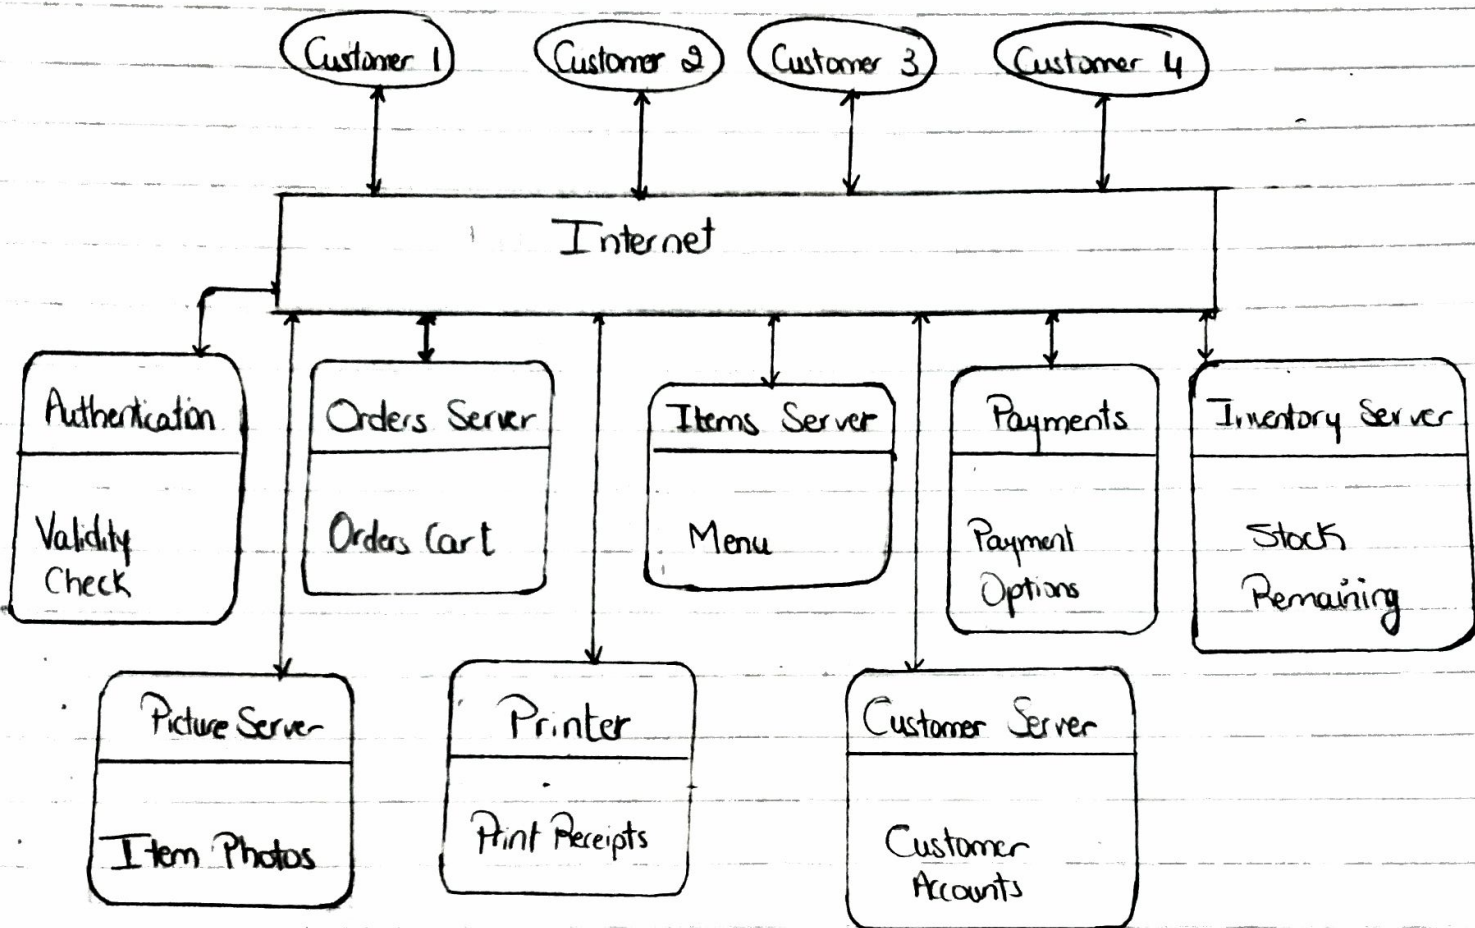 Customer 1
Customer 2
Customer 3
Customer 4
Internet
Authentication
Validity
Check
Orders Server
Orders Cart
Items Server
Menu
Payments
Payment
Options
Inventory Server
Stock
Remaining
Picture Server
Item Photos
Printer
Print Receipts
Customer Server
Customer
Accounts